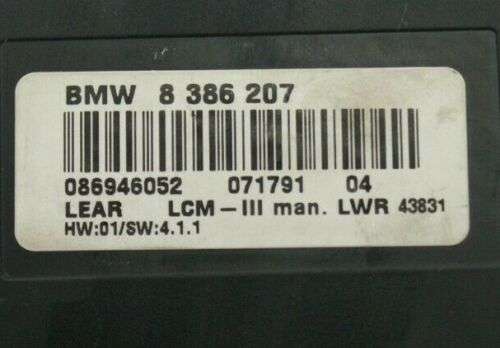 BMW 8 386 207
086946052 071791 04
LEAR LCM-III man. LWR 43831
HW:01/SW:4.1.1